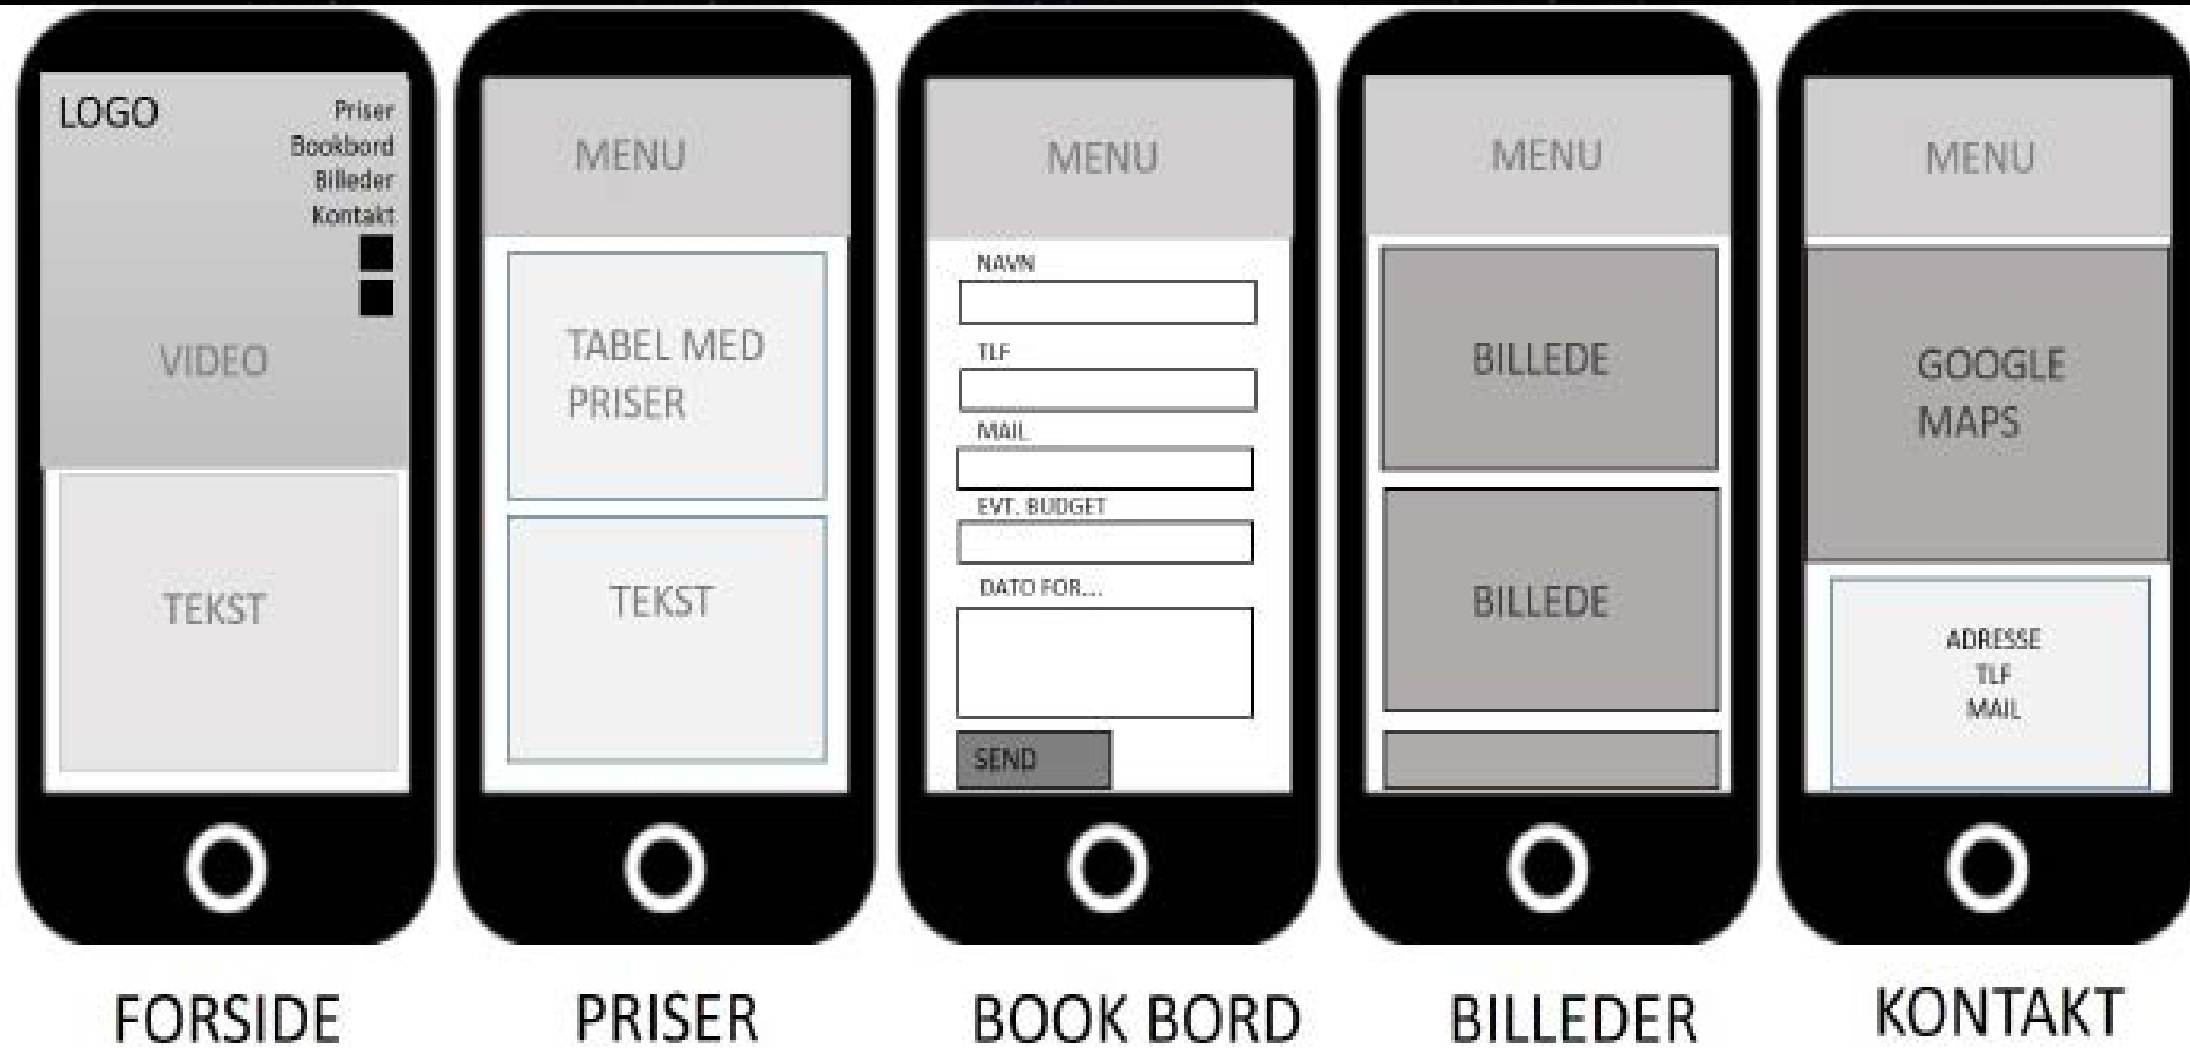 LOGO
Priser
Bookbord
Billeder
Kontakt
VIDEO
TEKST
FORSIDE
MENU
TABEL MED
PRISER
TEKST
PRISER
MENU
NAVN
TLF
MAIL
EVT. BUDGET
DATO FOR...
SEND
BOOK BORD
MENU
BILLEDE
BILLEDE
BILLEDER
MENU
GOOGLE
MAPS
ADRESSE
TLF
MAIL
KONTAKT